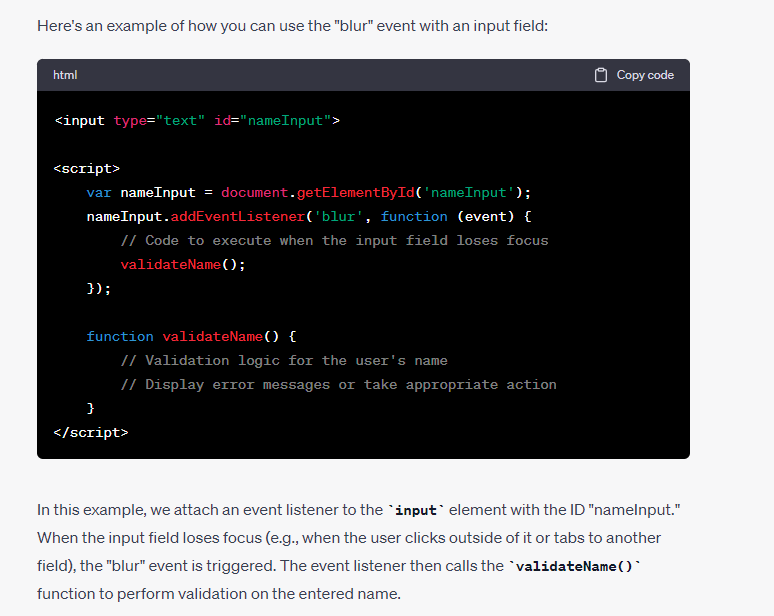 Here's an example of how you can use the "blur" event with an input field:
html
Copy code
<input type="text" id="nameInput">
<script>
var nameInput = document.getElementById('nameInput');
nameInput.addEventListener('blur', function (event) {
// Code to execute when the input field loses focus
validateName();
});
function validateName() {
// Validation logic for the user's name
// Display error messages or take appropriate action
}
</script>
In this example, we attach an event listener to the `input` element with the ID "nameInput."
When the input field loses focus (e.g., when the user clicks outside of it or tabs to another
field), the "blur" event is triggered. The event listener then calls the `validateName()`
function to perform validation on the entered name.